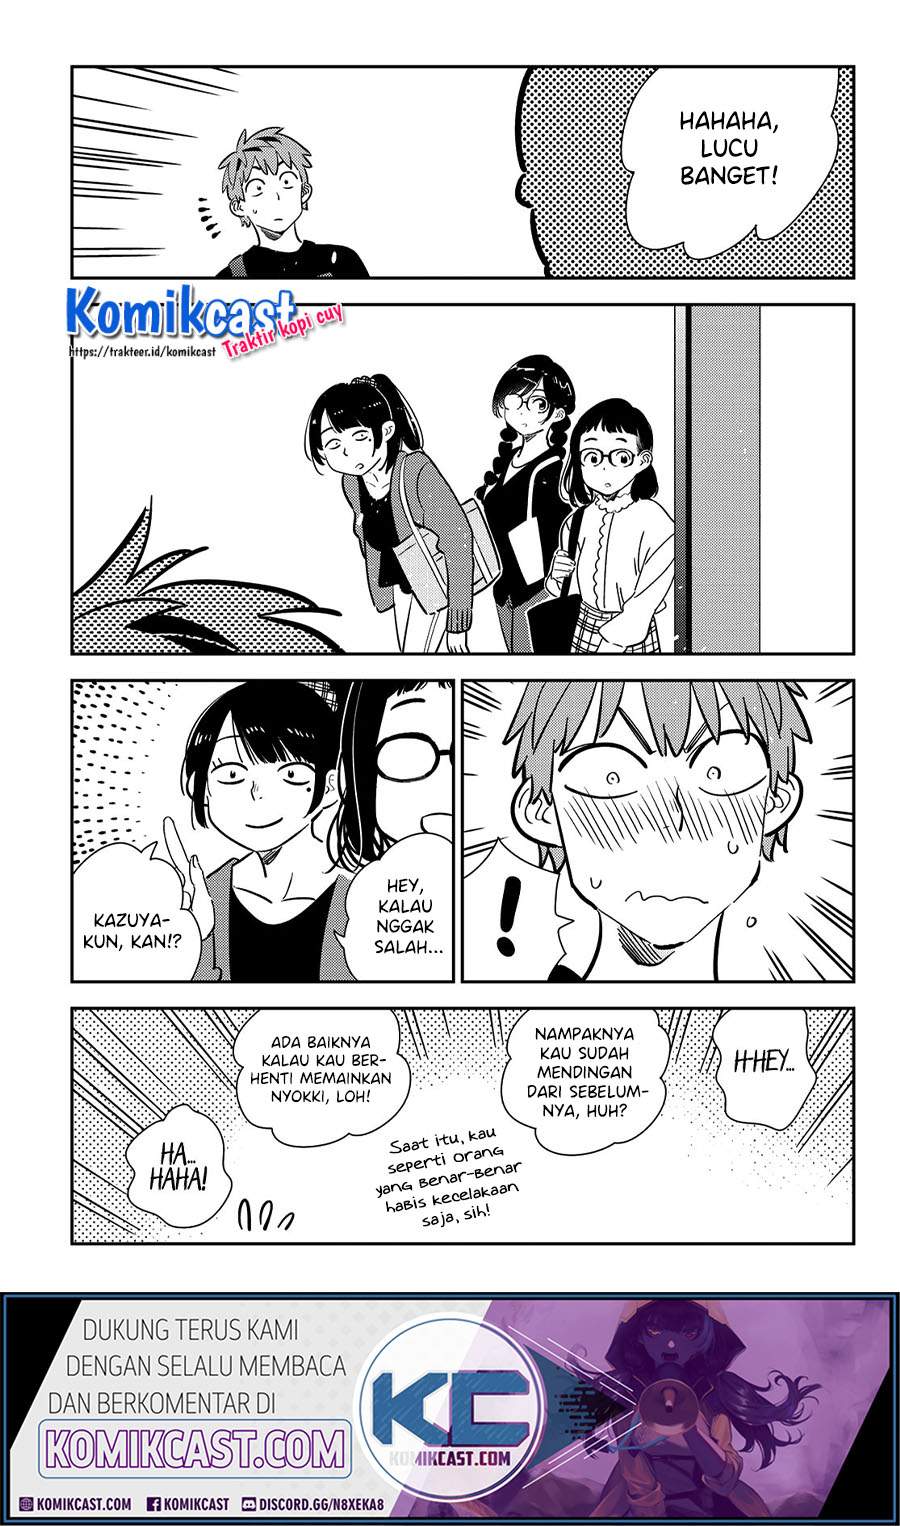 HAHAHA,
LUCU
BANGET!
Komikcast
Traktir kopi cuy
https://trakteer.id/komikcast
!
HEY,
KALAU
NGGAK
SALAH...
KAZUYA-
KUN, KAN!?
H-HEY...
NAMPAKNYA
KAU SUDAH
MENDINGAN
DARI SEBELUM-
NYA, HUH?
ADA BAIKNYA
KALAU KAU BER-
HENTI MEMAINKAN
NYOKKI, LOH!
Saat itu, kau
seperti orang
yang benar-benar
habis kecelakaan
saja, sih!
HA...
HAHA!
DUKUNG TERUS KAMI
DENGAN SELALU MEMBACA
DAN BERKOMENTAR DI
KOMIKCAST.COM
KC
KOMIKCAST.COM
KOMIKCAST.COM KOMIKCAST DISCORD.GG/N8XEKA8